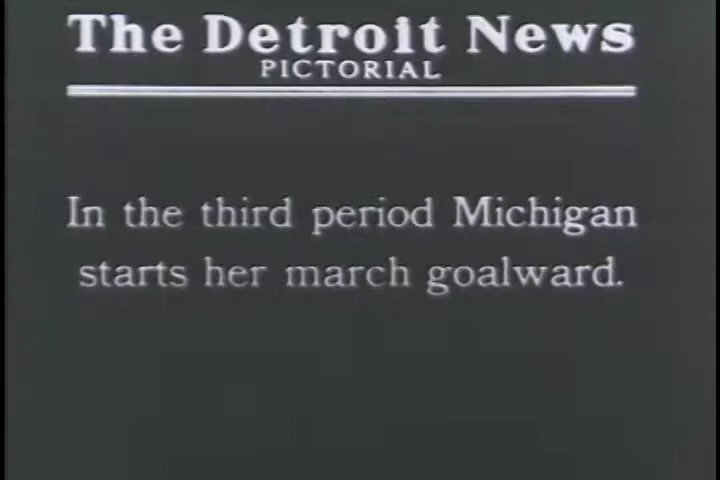 The Detroit News
PICTORIAL
In the third period Michigan
starts her march goalward.